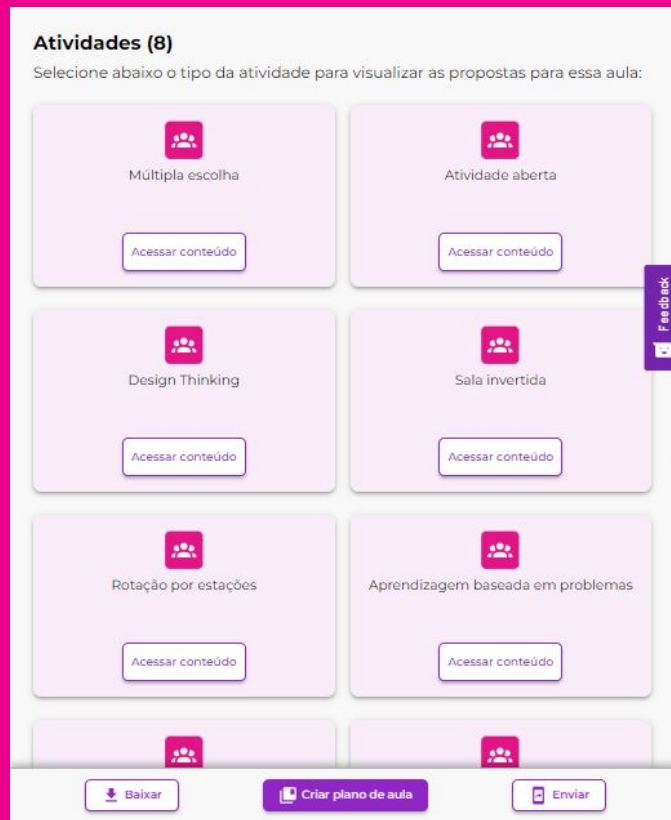 Atividades (8)
Selecione abaixo o tipo da atividade para visualizar as propostas para essa aula:
Múltipla escolha
Atividade aberta
Acessar conteúdo
Acessar conteúdo
Feedback
Design Thinking
Sala invertida
Acessar conteúdo
Acessar conteúdo
Rotação por estações
Aprendizagem baseada em problemas
Acessar conteúdo
Acessar conteúdo
Baixar
Criar plano de aula
Enviar